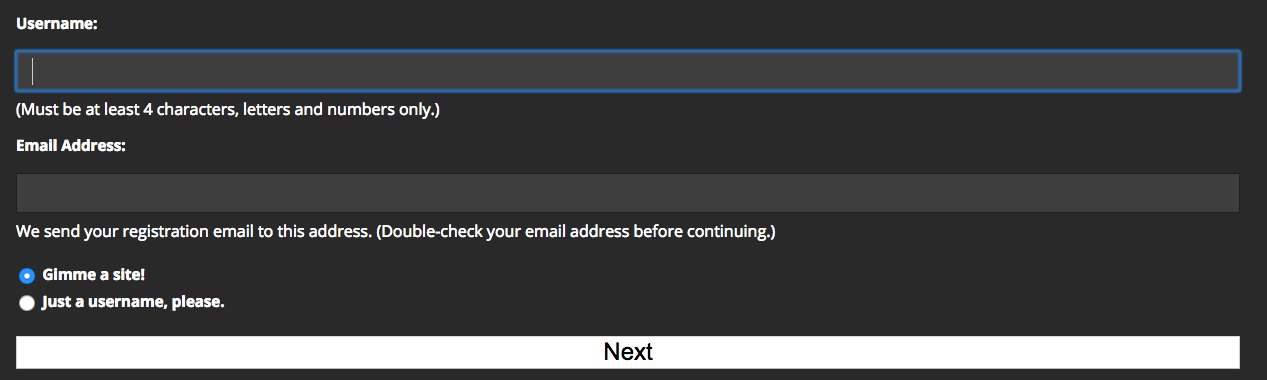 Username:
(Must be at least 4 characters, letters and numbers only.)
Email Address:
We send your registration email to this address. (Double-check your email address before continuing.)
Gimme a site!
Just a username, please.
Next